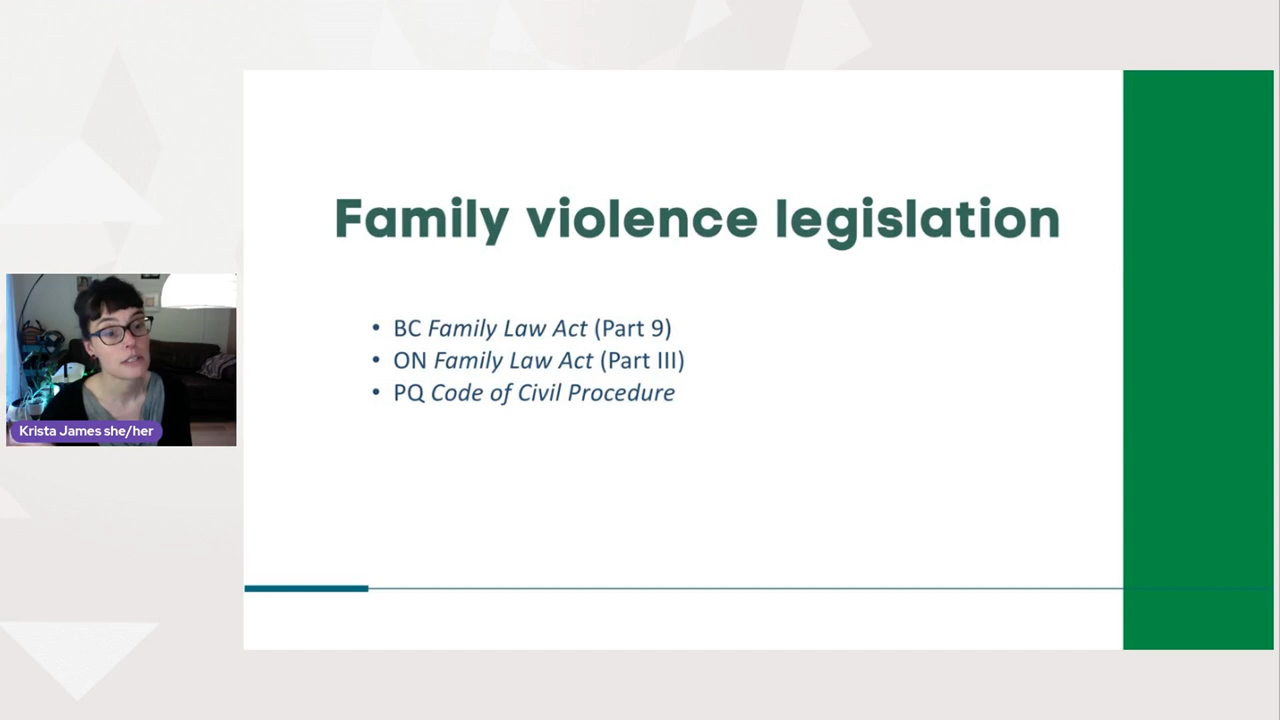 Family violence legislation
• BC Family Law Act (Part 9)
• ON Family Law Act (Part III)
• PQ Code of Civil Procedure
Krista James she/her